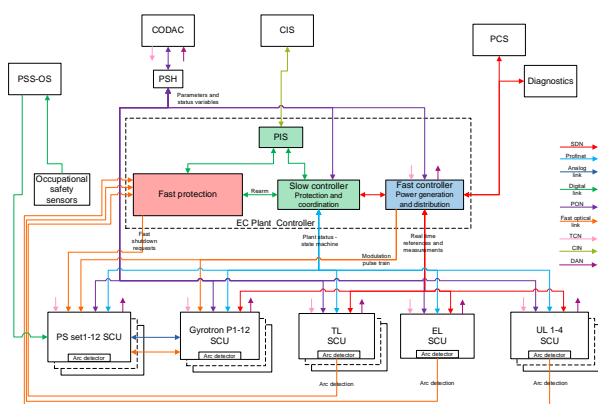 CODAC
CIS
PCS
PSS-OS
PSH
Diagnostics
Parameters and
status variables
PIS
Occupational
safety
sensors
Fast protection
Rearm
Slow controller
Protection and
coordination
Fast controller
Power generation
and distribution
EC Plant Controller
Fast
shutdown
requests
Plant status -
state machine
Real time
references and
measurements
Modulation
pulse train
SDN
Profinet
Analog
link
Digital
link
PON
Fast optical
link
TCN
CIN
DAN
PS set1-12 SCU
Arc detector
Gyrotron P1-12
SCU
Arc detector
TL
SCU
Arc detector
EL
SCU
Arc detector
UL 1-4
SCU
Arc detector
Arc detection
Arc detection
Arc detection